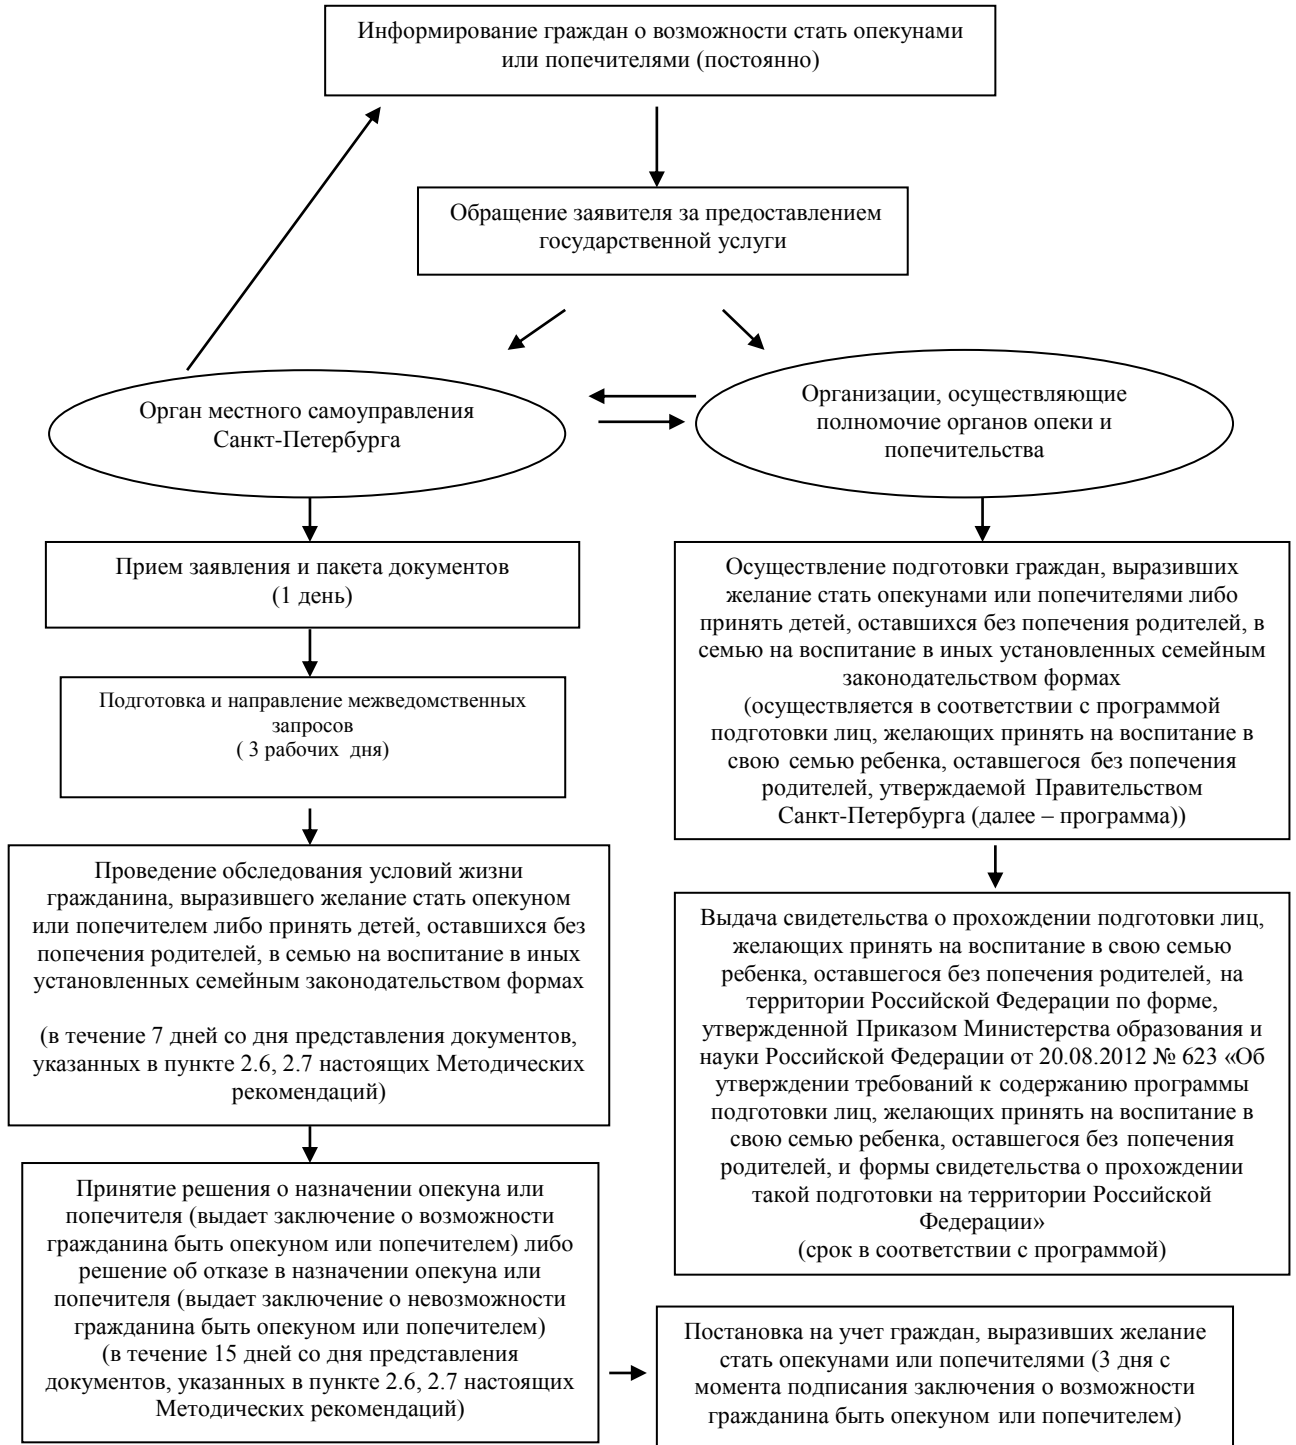 Информирование граждан о возможности стать опекунами
или попечителями (постоянно)
Обращение заявителя за предоставлением
государственной услуги
Орган местного самоуправления
Санкт-Петербурга
Организации, осуществляющие
полномочие органов опеки и
попечительства
Прием заявления и пакета документов
(1 день)
Подготовка и направление межведомственных
запросов
( 3 рабочих дня)
Проведение обследования условий жизни
гражданина, выразившего желание стать опекуном
или попечителем либо принять детей, оставшихся без
попечения родителей, в семью на воспитание в иных
установленных семейным законодательством формах
(в течение 7 дней со дня представления документов,
указанных в пункте 2.6, 2.7 настоящих Методических
рекомендаций)
Принятие решения о назначении опекуна или
попечителя (выдает заключение о возможности
гражданина быть опекуном или попечителем) либо
решение об отказе в назначении опекуна или
попечителя (выдает заключение о невозможности
гражданина быть опекуном или попечителем)
(в течение 15 дней со дня представления
документов, указанных в пункте 2.6, 2.7 настоящих
Методических рекомендаций)
Осуществление подготовки граждан, выразивших
желание стать опекунами или попечителями либо
принять детей, оставшихся без попечения родителей, в
семью на воспитание в иных установленных семейным
законодательством формах
(осуществляется в соответствии с программой
подготовки лиц, желающих принять на воспитание в
свою семью ребенка, оставшегося без попечения
родителей, утверждаемой Правительством
Санкт-Петербурга (далее – программа))
Выдача свидетельства о прохождении подготовки лиц,
желающих принять на воспитание в свою семью
ребенка, оставшегося без попечения родителей, на
территории Российской Федерации по форме,
утвержденной Приказом Министерства образования и
науки Российской Федерации от 20.08.2012 № 623 «Об
утверждении требований к содержанию программы
подготовки лиц, желающих принять на воспитание в
свою семью ребенка, оставшегося без попечения
родителей, и формы свидетельства о прохождении
такой подготовки на территории Российской
Федерации»
(срок в соответствии с программой)
Постановка на учет граждан, выразивших желание
стать опекунами или попечителями (3 дня с
момента подписания заключения о возможности
гражданина быть опекуном или попечителем)